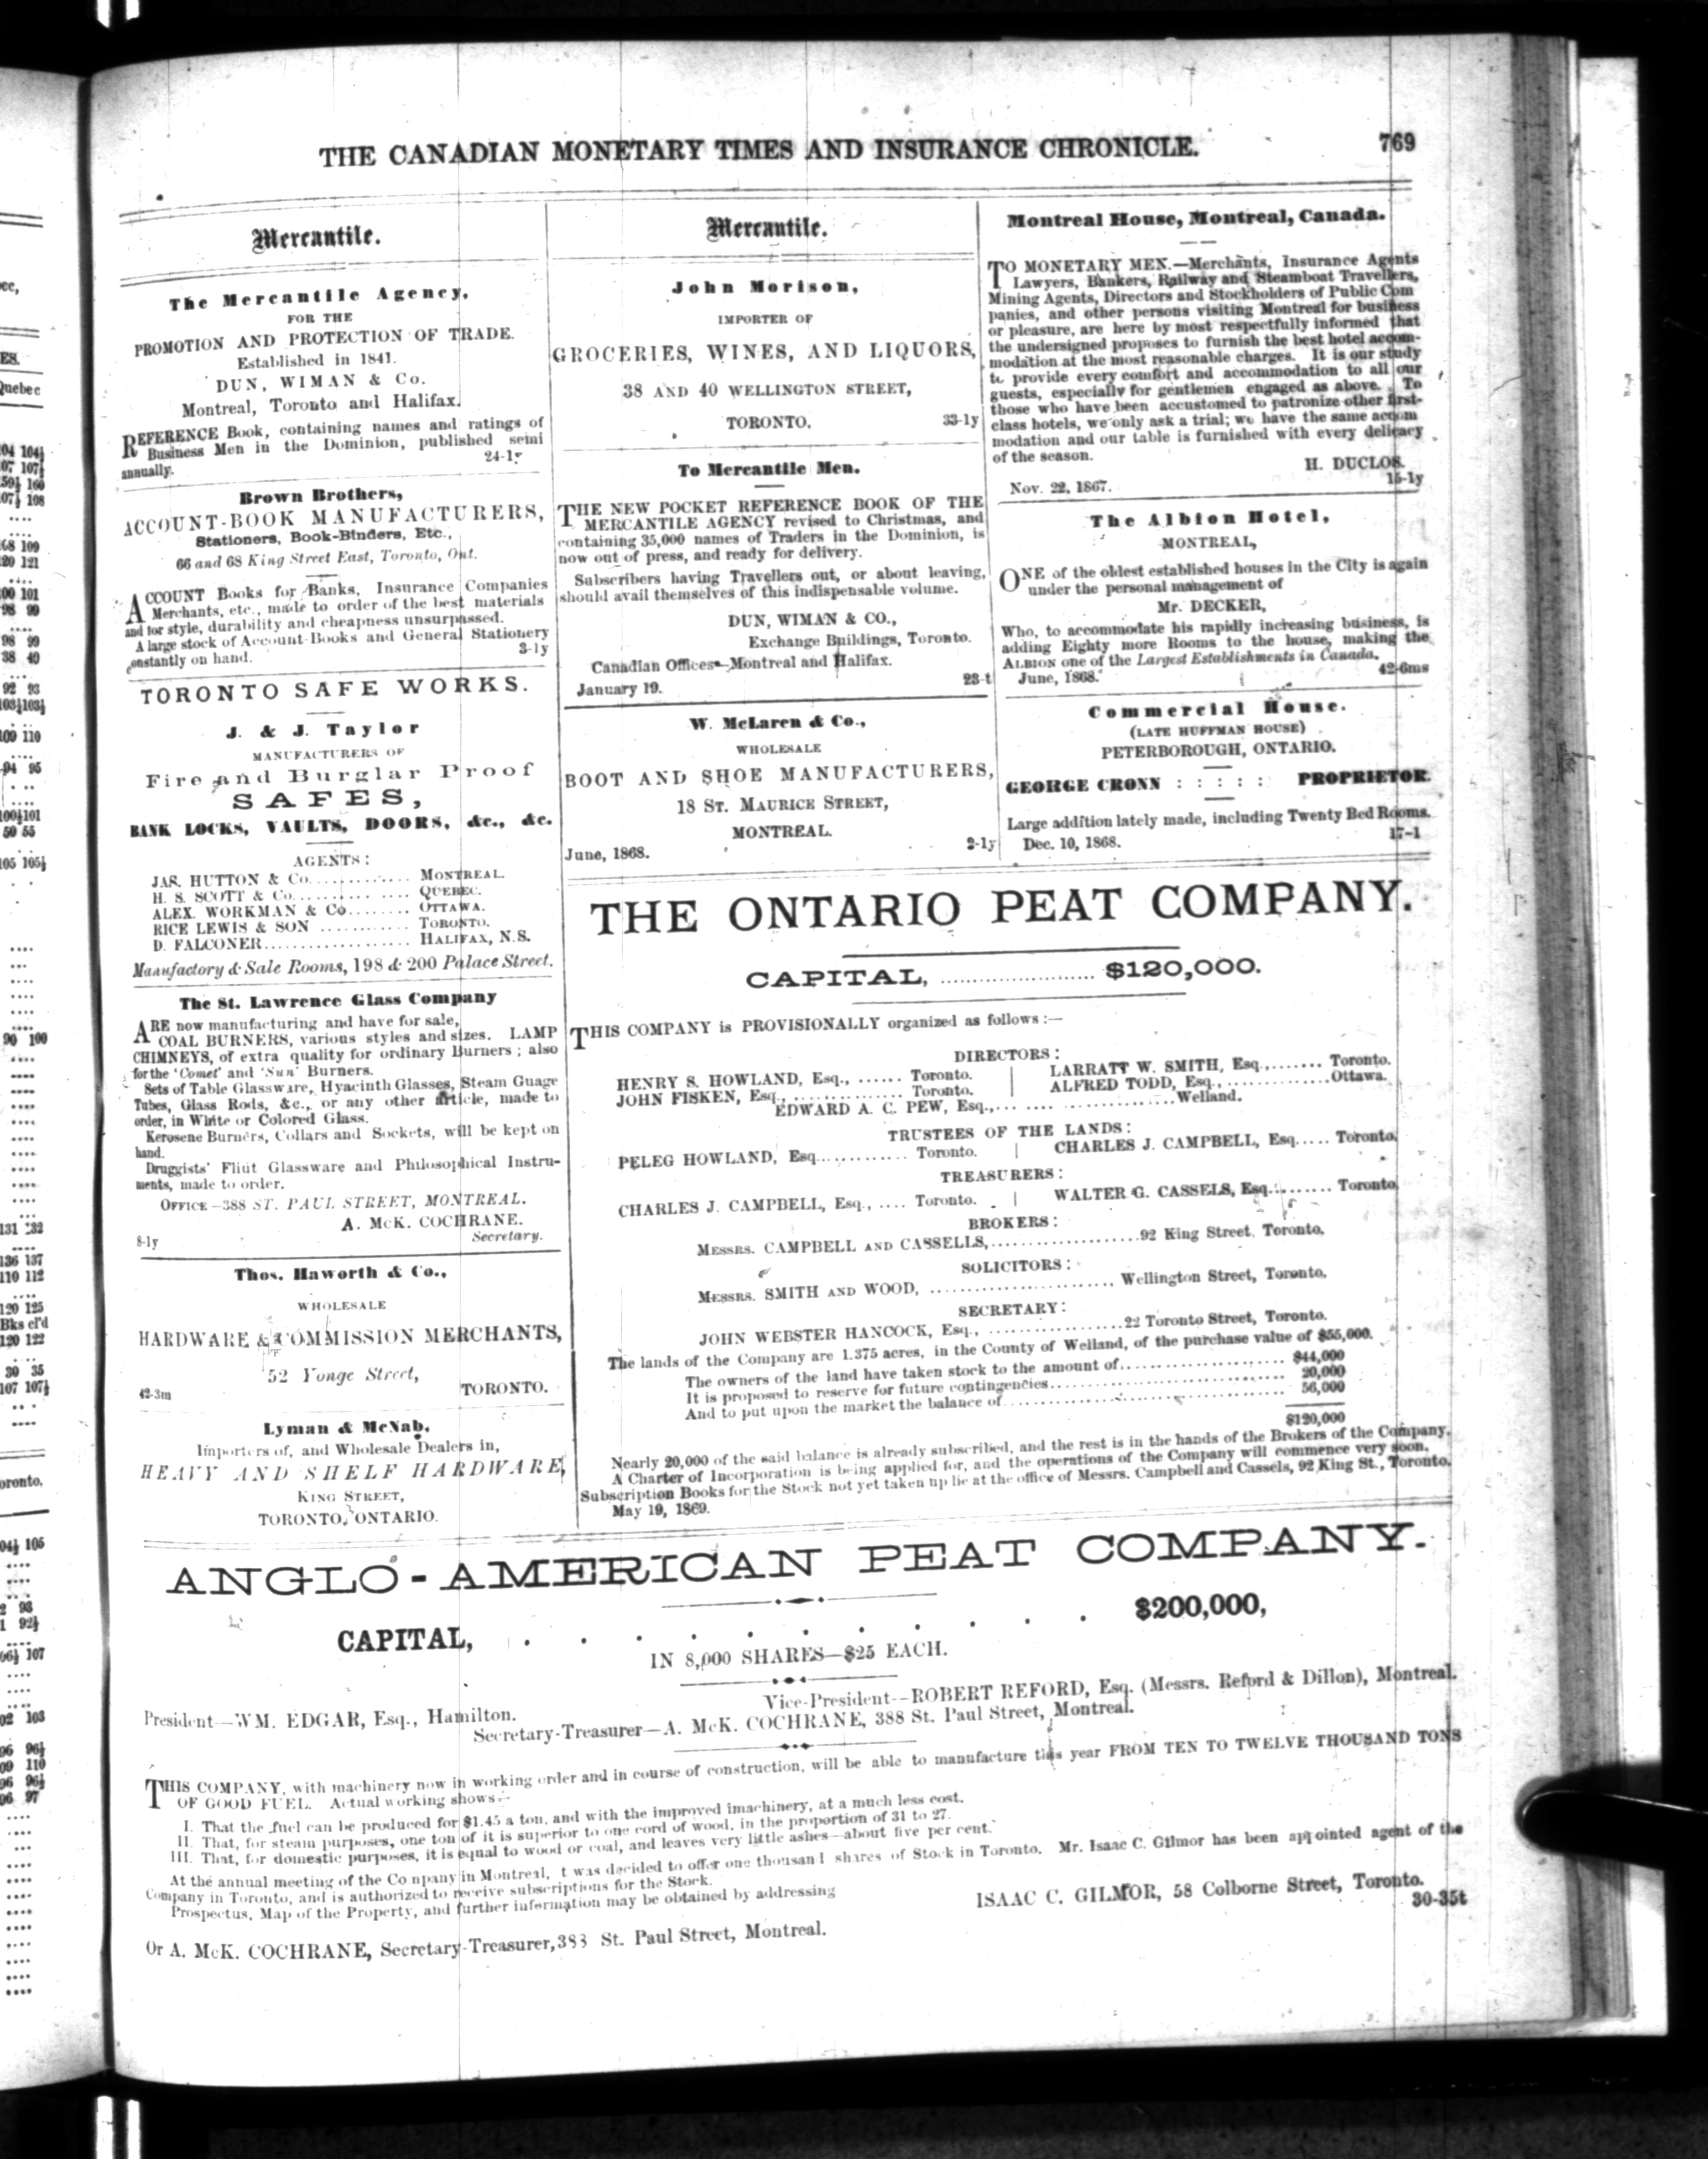 THE CANADIAN MONETARY TIMES AND INSURANCE CHRONICLE.
769
Mercantile.
The Mercantile Agency,
FOR THE
PROMOTION AND PROTECTION OF TRADE.
Established in 1841.
DUN, WIMAN & Co.
Montreal, Toronto and Halifax.
REFERENCE Book, containing names and ratings of
Business Men in the Dominion, published semi
annually.
24-ly
Brown Brothers,
ACCOUNT-BOOK MANUFACTURERS,
Stationers, Book-Binders, Etc.,
66 and 68 King Street East, Toronto, Ont.
ACCOUNT Books for Banks, Insurance Companies
Merchants, etc., made to order of the best materials
and for style, durability and cheapness unsurpassed.
A large stock of Account-Books and General Stationery
constantly on hand.
3-ly
TORONTO SAFE WORKS.
J. & J. Taylor
MANUFACTURERS OF
Fire and Burglar Proof
SAFES,
BANK LOCKS, VAULTS, DOORS, &c., &c.
AGENTS:
JAS. HUTTON & Co. ............ MONTREAL.
H. S. SCOTT & Co. ............ QUEBEC.
ALEX. WORKMAN & Co ........ OTTAWA.
RICE LEWIS & SON ............ TORONTO.
D. FALCONER .................... HALIFAX, N.S.
Manufactory & Sale Rooms, 198 & 200 Palace Street.
The St. Lawrence Glass Company
ARE now manufacturing and have for sale,
COAL BURNERS, various styles and sizes. LAMP
CHIMNEYS, of extra quality for ordinary Burners; also
for the 'Comet' and 'Sun' Burners.
Sets of Table Glassware, Hyacinth Glasses, Steam Guage
Tubes, Glass Rods, &c., or any other article, made to
order, in White or Colored Glass.
Kerosene Burners, Collars and Sockets, will be kept on
hand.
Druggists' Flint Glassware and Philosophical Instru-
ments, made to order.
OFFICE—388 ST. PAUL STREET, MONTREAL.
A. McK. COCHRANE.
8-ly
Secretary.
Thos. Haworth & Co.,
WHOLESALE
HARDWARE & COMMISSION MERCHANTS,
52 Yonge Street,
42-3m
TORONTO.
Lyman & McNab,
Importers of, and Wholesale Dealers in,
HEAVY AND SHELF HARDWARE,
KING STREET,
TORONTO, ONTARIO.
Mercantile.
John Morison,
IMPORTER OF
GROCERIES, WINES, AND LIQUORS,
38 AND 40 WELLINGTON STREET,
TORONTO.
33-ly
To Mercantile Men.
THE NEW POCKET REFERENCE BOOK OF THE
MERCANTILE AGENCY revised to Christmas, and
containing 35,000 names of Traders in the Dominion, is
now out of press, and ready for delivery.
Subscribers having Travellers out, or about leaving,
should avail themselves of this indispensable volume.
DUN, WIMAN & CO.,
Exchange Buildings, Toronto.
Canadian Offices—Montreal and Halifax.
January 19.
23-t
W. McLaren & Co.,
WHOLESALE
BOOT AND SHOE MANUFACTURERS,
18 ST. MAURICE STREET,
MONTREAL.
June, 1868.
2-ly
Montreal House, Montreal, Canada.
TO MONETARY MEN.—Merchants, Insurance Agents
Lawyers, Bankers, Railway and Steamboat Travellers,
Mining Agents, Directors and Stockholders of Public Com
panies, and other persons visiting Montreal for business
or pleasure, are here by most respectfully informed that
the undersigned proposes to furnish the best hotel accom-
modation at the most reasonable charges. It is our study
to provide every comfort and accommodation to all our
guests, especially for gentlemen engaged as above. To
those who have been accustomed to patronize other first-
class hotels, we only ask a trial; we have the same accom
modation and our table is furnished with every delicacy
of the season.
H. DUCLOS.
Nov. 22, 1867.
15-ly
The Albion Hotel,
MONTREAL,
ONE of the oldest established houses in the City is again
under the personal management of
Mr. DECKER,
Who, to accommodate his rapidly increasing business, is
adding Eighty more Rooms to the house, making the
ALBION one of the Largest Establishments in Canada.
June, 1868.
42-6ms
Commercial House.
(LATE HUFFMAN HOUSE)
PETERBOROUGH, ONTARIO.
GEORGE CRONN : : : : : PROPRIETOR.
Large addition lately made, including Twenty Bed Rooms.
Dec. 10, 1868.
17-1
THE ONTARIO PEAT COMPANY.
CAPITAL, ...................... $120,000.
THIS COMPANY is PROVISIONALLY organized as follows:—
DIRECTORS:
HENRY S. HOWLAND, Esq., ...... Toronto. | LARRATT W. SMITH, Esq., ....... Toronto.
JOHN FISKEN, Esq., .............. Toronto. | ALFRED TODD, Esq., .............Ottawa.
EDWARD A. C. PEW, Esq., ....................Welland.
TRUSTEES OF THE LANDS:
PELEG HOWLAND, Esq............. Toronto. | CHARLES J. CAMPBELL, Esq..... Toronto.
TREASURERS:
CHARLES J. CAMPBELL, Esq., .... Toronto. | WALTER G. CASSELS, Esq......... Toronto
BROKERS:
MESSRS. CAMPBELL AND CASSELLS,....................92 King Street, Toronto.
SOLICITORS:
MESSRS. SMITH AND WOOD, ........................ Wellington Street, Toronto.
SECRETARY:
JOHN WEBSTER HANCOCK, Esq., ..................22 Toronto Street, Toronto.
The lands of the Company are 1.375 acres, in the County of Welland, of the purchase value of $55,000.
The owners of the land have taken stock to the amount of........................ $44,000
It is proposed to reserve for future contingencies................................ 20,000
And to put upon the market the balance of........................................ 56,000
$120,000
Nearly 20,000 of the said balance is already subscribed, and the rest is in the hands of the Brokers of the Company.
A Charter of Incorporation is being applied for, and the operations of the Company will commence very soon.
Subscription Books for the Stock not yet taken up lie at the office of Messrs. Campbell and Cassels, 92 King St., Toronto.
May 19, 1869.
ANGLO-AMERICAN PEAT COMPANY.
CAPITAL, . . . . . . . . . . . $200,000,
IN 8,000 SHARES—$25 EACH.
President—WM. EDGAR, Esq., Hamilton.
Vice-President—ROBERT REFORD, Esq. (Messrs. Reford & Dillon), Montreal.
Secretary-Treasurer—A. McK. COCHRANE, 388 St. Paul Street, Montreal.
THIS COMPANY, with machinery now in working order and in course of construction, will be able to manufacture this year FROM TEN TO TWELVE THOUSAND TONS
OF GOOD FUEL. Actual working shows:—
I. That the fuel can be produced for $1.45 a ton, and with the improved imachinery, at a much less cost.
II. That, for steam purposes, one ton of it is superior to one cord of wood, in the proportion of 31 to 27.
III. That, for domestic purposes, it is equal to wood or coal, and leaves very little ashes—about five per cent.
At the annual meeting of the Co npany in Montreal, t was decided to offer one thousand shares of Stock in Toronto. Mr. Isaac C. Gilmor has been appointed agent of the
Company in Toronto, and is authorized to receive subscriptions for the Stock.
Prospectus, Map of the Property, and further information may be obtained by addressing
ISAAC C. GILMOR, 58 Colborne Street, Toronto.
30-35t
Or A. McK. COCHRANE, Secretary-Treasurer, 388 St. Paul Street, Montreal.